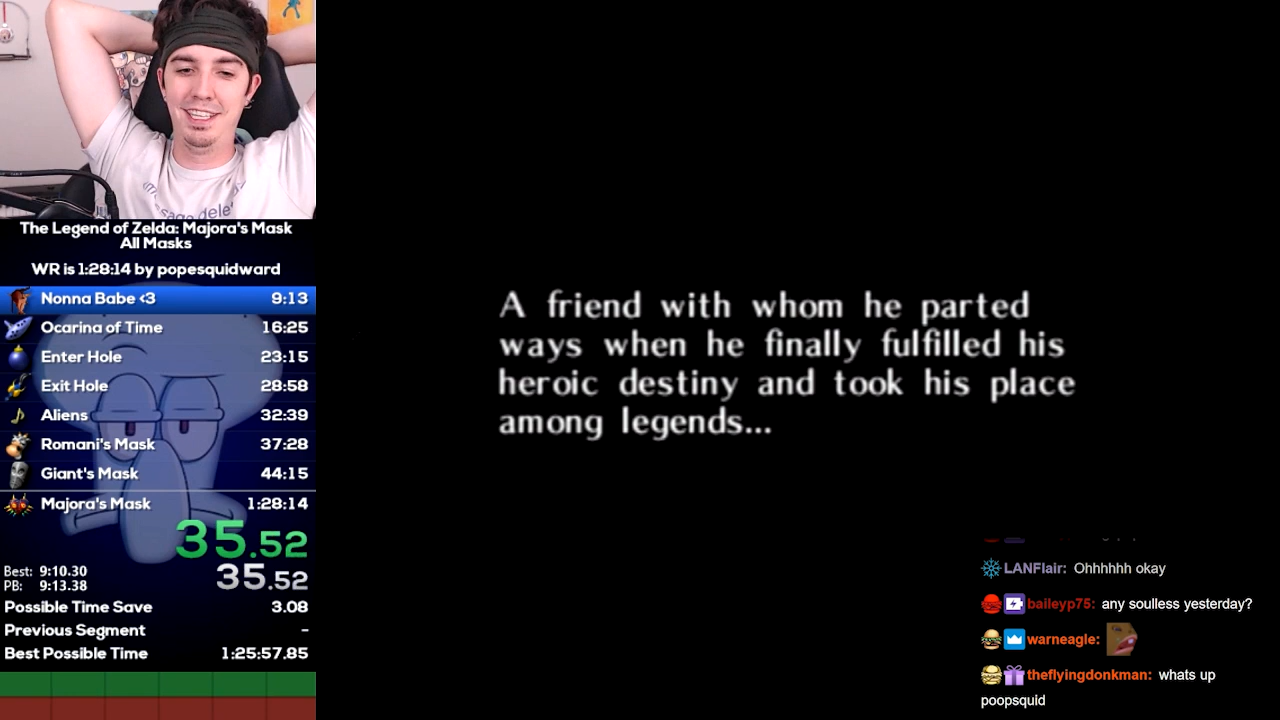 The Legend of Zelda: Majora's Mask
All Masks
WR is 1:28:14 by popesquidward
Nonna Babe <3 9:13
Ocarina of Time 16:25
Enter Hole 23:15
Exit Hole 28:58
Aliens 32:39
Romani's Mask 37:28
Giant's Mask 44:15
Majora's Mask 1:28:14
35.52
Best: 9:10.30
PB: 9:13.38
35.52
Possible Time Save 3.08
Previous Segment -
Best Possible Time 1:25:57.85
A friend with whom he parted
ways when he finally fulfilled his
heroic destiny and took his place
among legends...
LANFlair: Ohhhhhh okay
baileyp75: any soulless yesterday?
warneagle:
theflyingdonkman: whats up
poopsquid